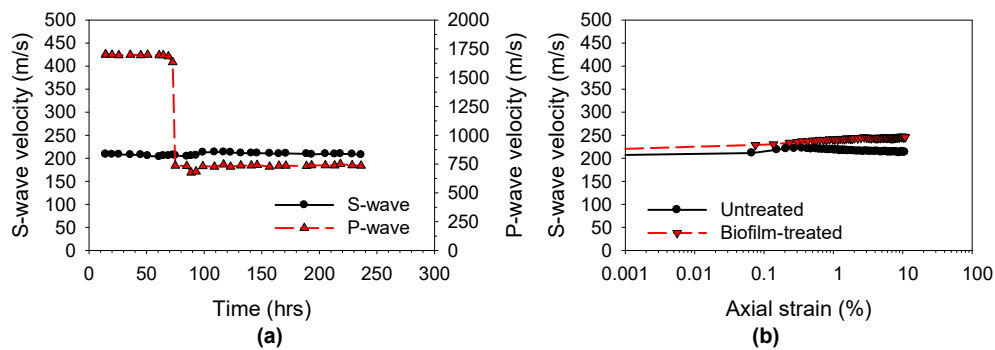 (a)
500
450
400
350
300
250
200
150
100
50
0
S-wave velocity (m/s)
2000
1750
1500
1250
1000
750
500
250
0
P-wave velocity (m/s)
S-wave
P-wave
0 50 100 150 200 250 300
Time (hrs)
(a)
(b)
500
450
400
350
300
250
200
150
100
50
0
S-wave velocity (m/s)
Untreated
Biofilm-treated
0.001 0.1 1 10 100
Axial strain (%)
(b)